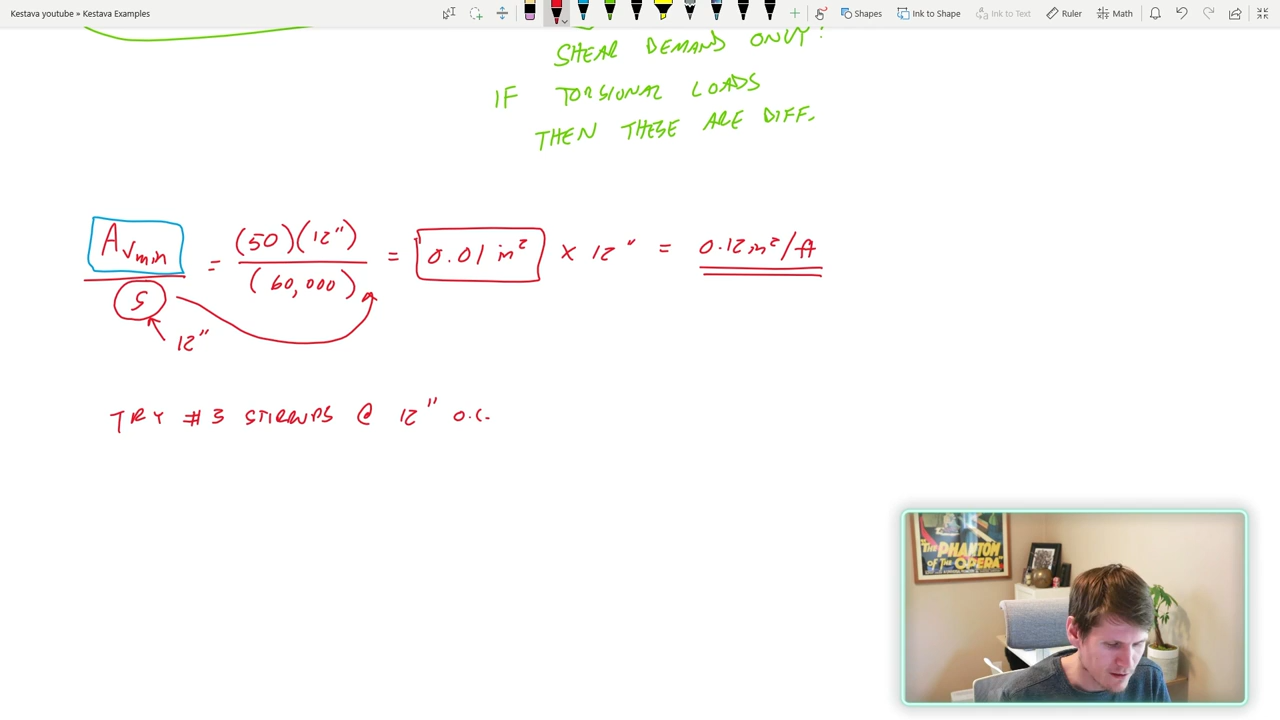 Kestava youtube » Kestava Examples
Shapes Ink to Shape Ink to Text Ruler Math
SHEAR DEMAND ONLY!
IF TORSIONAL LOADS
THEN THESE ARE DIFF.
Avmin / S = (50)(12") / (60,000) = 0.01 in² × 12" = 0.12 in²/ft
12"
TRY #3 STIRRUPS @ 12" O.C.
THE PHANTOM
OF THE OPERA